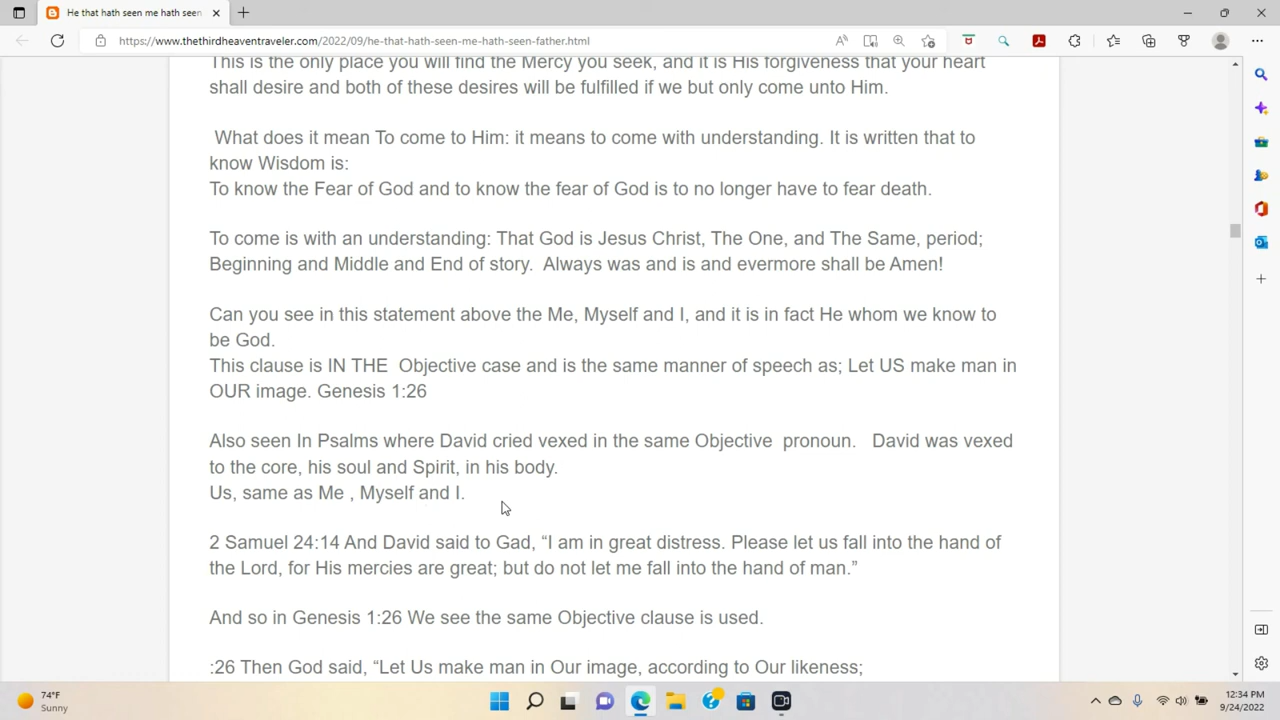 He that hath seen me hath seen
https://www.thethirdheaventraveler.com/2022/09/he-that-hath-seen-me-hath-seen-father.html
This is the only place you will find the Mercy you seek, and it is His forgiveness that your heart
shall desire and both of these desires will be fulfilled if we but only come unto Him.
What does it mean To come to Him: it means to come with understanding. It is written that to
know Wisdom is:
To know the Fear of God and to know the fear of God is to no longer have to fear death.
To come is with an understanding: That God is Jesus Christ, The One, and The Same, period;
Beginning and Middle and End of story.  Always was and is and evermore shall be Amen!
Can you see in this statement above the Me, Myself and I, and it is in fact He whom we know to
be God.
This clause is IN THE  Objective case and is the same manner of speech as; Let US make man in
OUR image. Genesis 1:26
Also seen In Psalms where David cried vexed in the same Objective  pronoun.   David was vexed
to the core, his soul and Spirit, in his body.
Us, same as Me , Myself and I.
2 Samuel 24:14 And David said to Gad, “I am in great distress. Please let us fall into the hand of
the Lord, for His mercies are great; but do not let me fall into the hand of man.”
And so in Genesis 1:26 We see the same Objective clause is used.
:26 Then God said, “Let Us make man in Our image, according to Our likeness;
74°F
Sunny
12:34 PM
9/24/2022